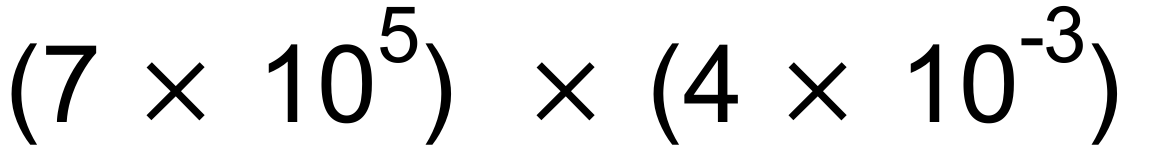 (7 × 10⁵) × (4 × 10⁻³)